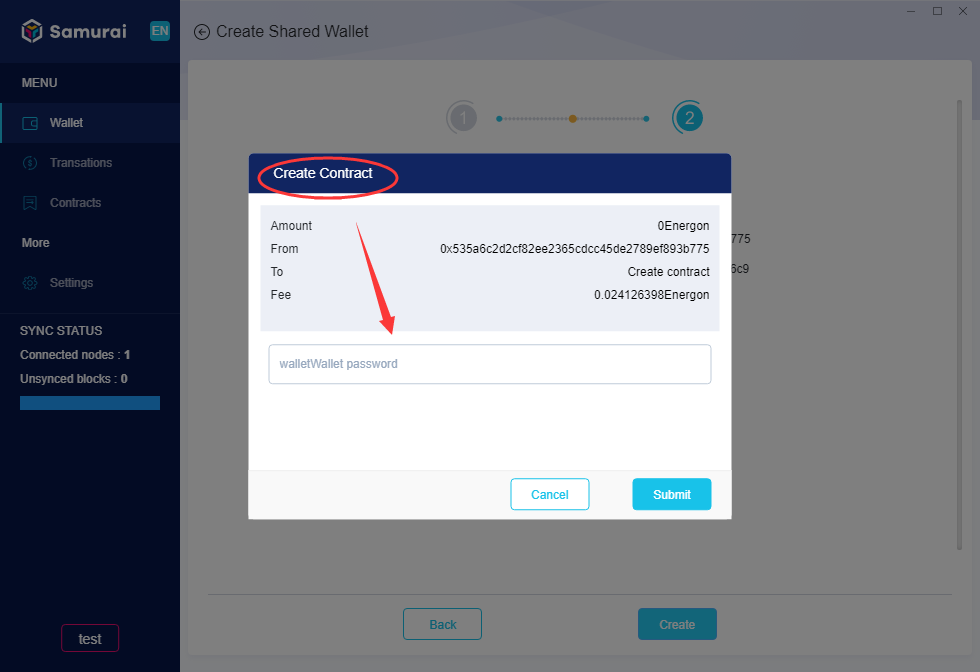 Samurai
EN
Create Shared Wallet
MENU
Wallet
Transations
Contracts
More
Settings
SYNC STATUS
Connected nodes : 1
Unsynced blocks : 0
test
1
2
Create Contract
Amount 0Energon
From 0x535a6c2d2cf82ee2365cdcc45de2789ef893b775
To Create contract
Fee 0.024126398Energon
775
6c9
walletWallet password
Cancel
Submit
Back
Create